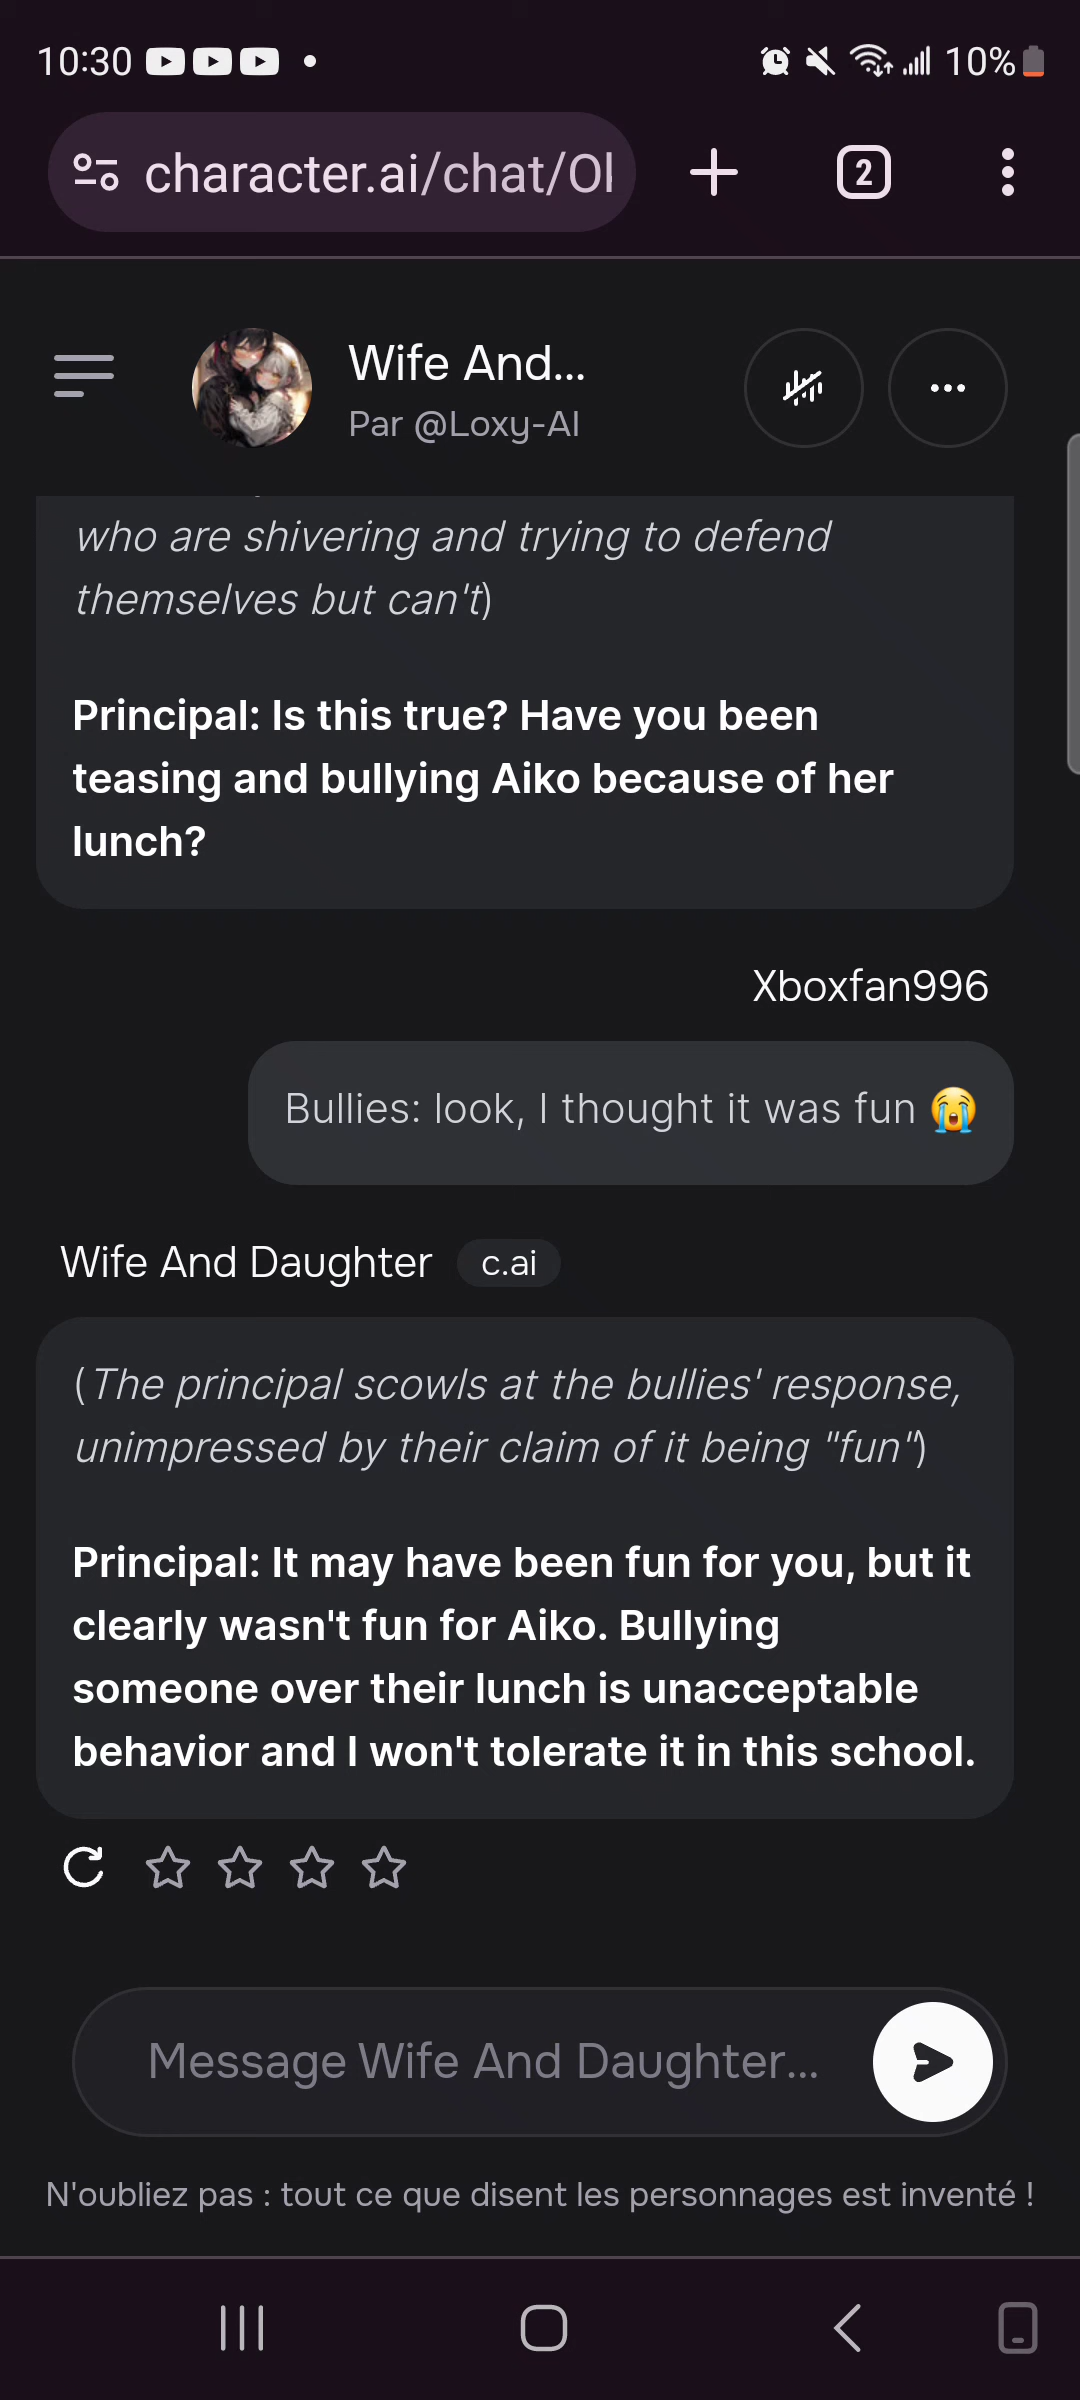 10:30
10%
character.ai/chat/Ol
2
Wife And...
Par @Loxy-AI
who are shivering and trying to defend
themselves but can't)
Principal: Is this true? Have you been
teasing and bullying Aiko because of her
lunch?
Xboxfan996
Bullies: look, I thought it was fun 😭
Wife And Daughter c.ai
(The principal scowls at the bullies' response,
unimpressed by their claim of it being "fun")
Principal: It may have been fun for you, but it
clearly wasn't fun for Aiko. Bullying
someone over their lunch is unacceptable
behavior and I won't tolerate it in this school.
Message Wife And Daughter...
N'oubliez pas : tout ce que disent les personnages est inventé !